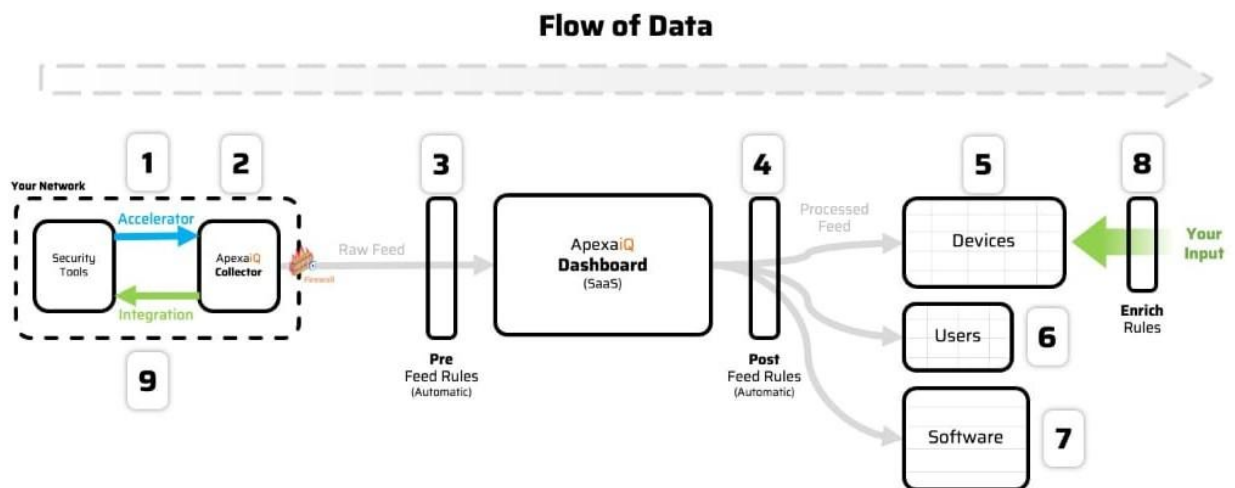 Flow of Data
1
2
3
4
5
8
Your Network
Accelerator
Security
Tools
ApexaiQ
Collector
Integration
Firewall
Raw Feed
ApexaiQ
Dashboard
(SaaS)
Processed
Feed
Devices
Your
Input
Enrich
Rules
Users
6
Pre
Feed Rules
(Automatic)
Post
Feed Rules
(Automatic)
9
Software
7